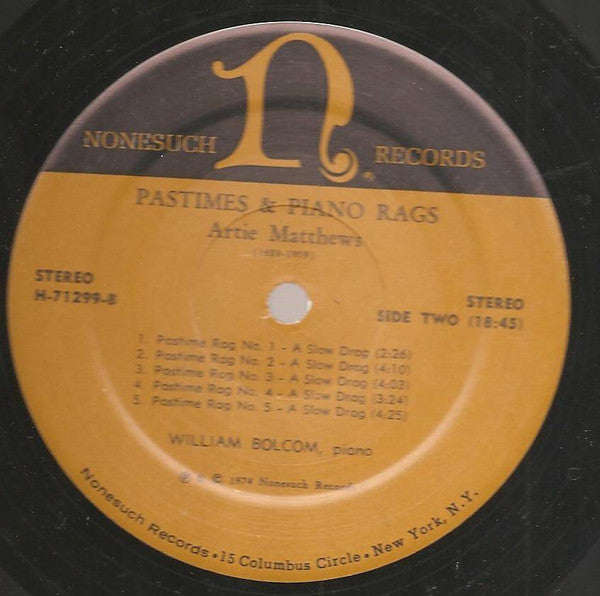 n
NONESUCH RECORDS
PASTIMES & PIANO RAGS
Artie Matthews
STEREO
H-71299-B
STEREO
SIDE TWO (18:45)
1. Pastime Rag No. 1 - A Slow Drag (2:26)
2. Pastime Rag No. 2 - A Slow Drag (4:10)
3. Pastime Rag No. 3 - A Slow Drag (4:03)
4. Pastime Rag No. 4 - A Slow Drag (3:24)
5. Pastime Rag No. 5 - A Slow Drag (4:25)
WILLIAM BOLCOM, piano
℗ & © 1974 Nonesuch Records
Nonesuch Records • 15 Columbus Circle • New York, N.Y.